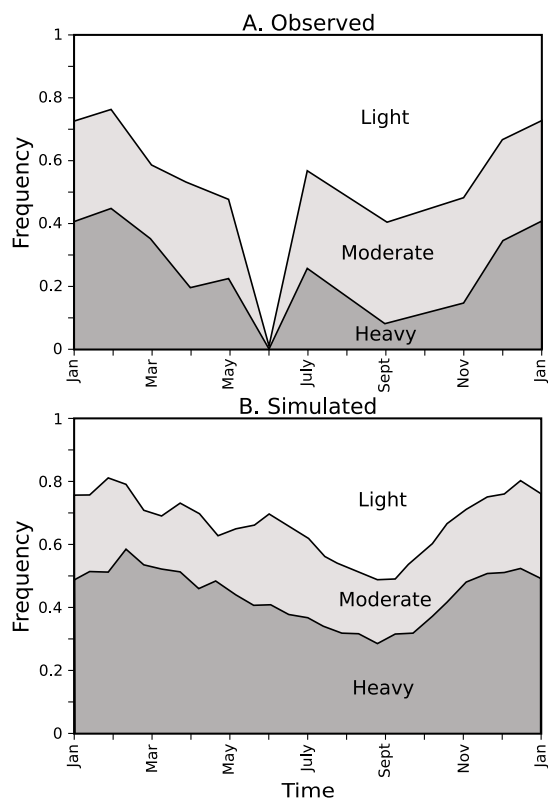 A. Observed
1
0.8
0.6
0.4
0.2
0
Frequency
Light
Moderate
Heavy
Jan
Mar
May
July
Sept
Nov
Jan
B. Simulated
1
0.8
0.6
0.4
0.2
0
Frequency
Light
Moderate
Heavy
Jan
Mar
May
July
Sept
Nov
Jan
Time